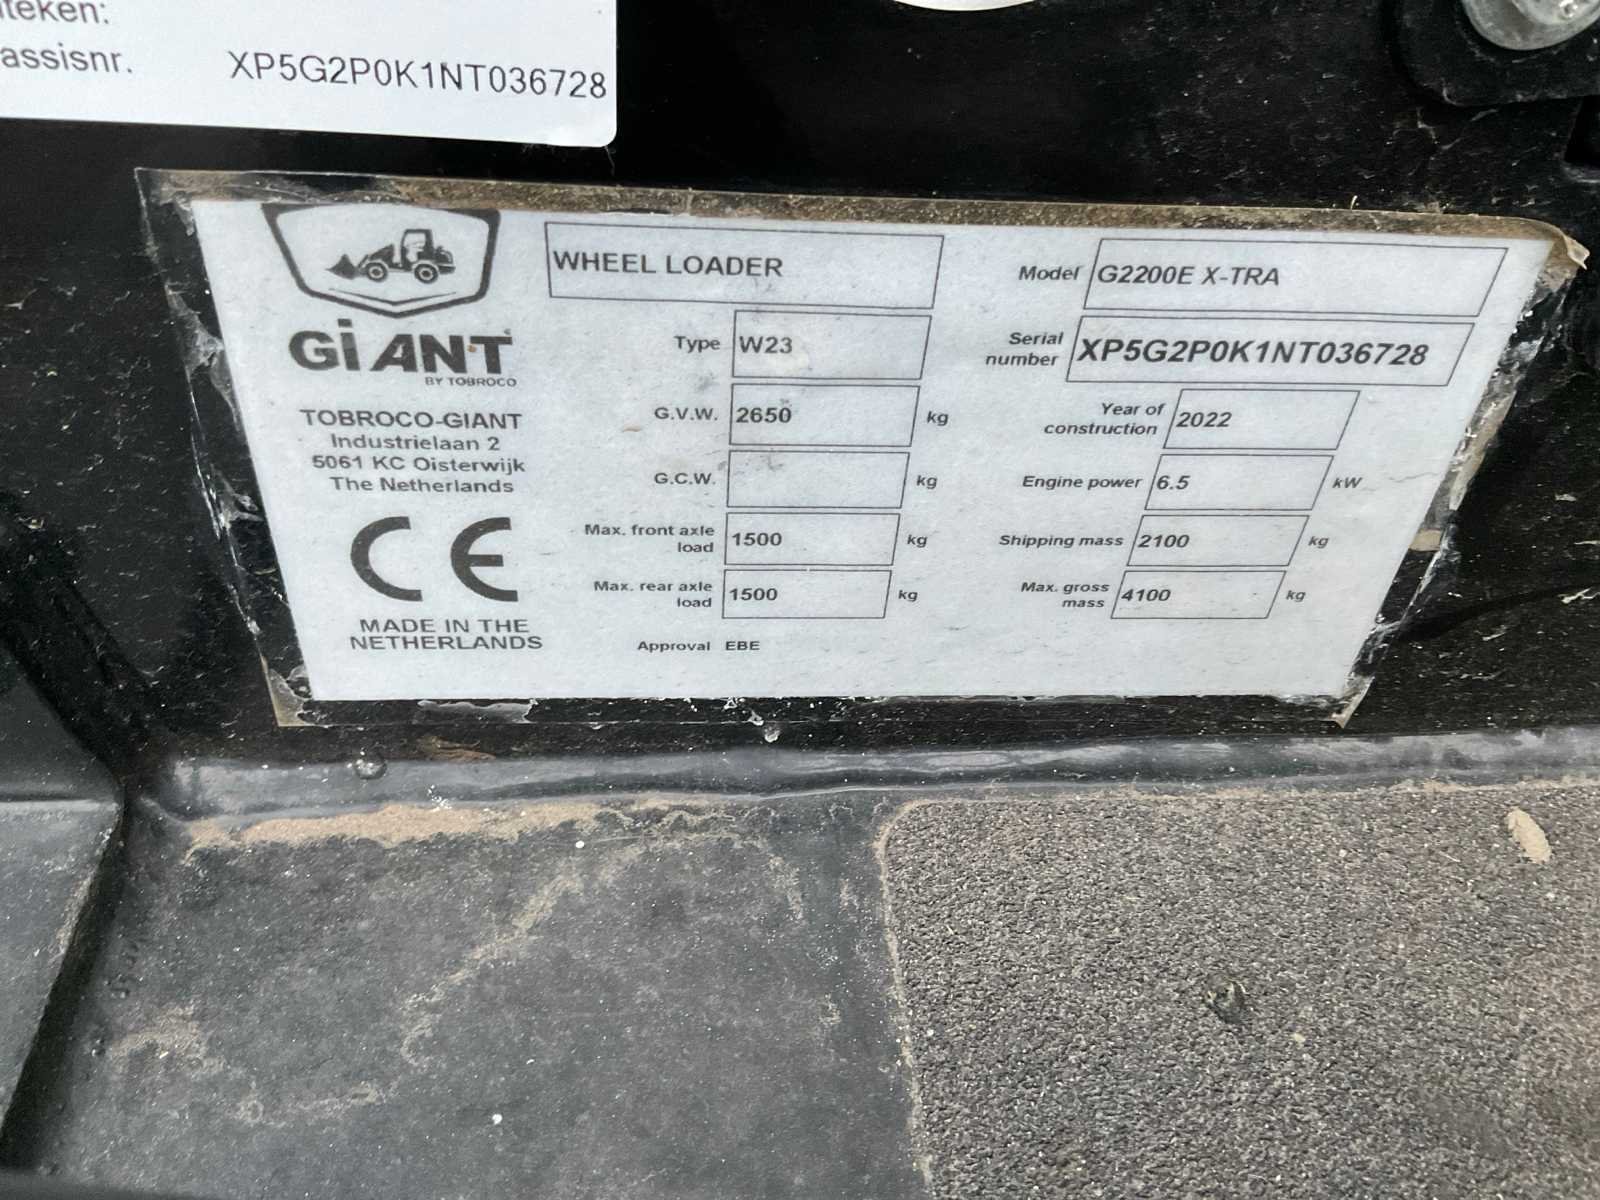 assisnr. XP5G2P0K1NT036728
GiANT
BY TOBROCO
TOBROCO-GIANT
Industrielaan 2
5061 KC Oisterwijk
The Netherlands
CE
MADE IN THE
NETHERLANDS
WHEEL LOADER
Type W23
G.V.W. 2650 kg
G.C.W. kg
Max. front axle
load 1500 kg
Max. rear axle
load 1500 kg
Approval EBE
Model G2200E X-TRA
Serial
number XP5G2P0K1NT036728
Year of
construction 2022
Engine power 6.5 kW
Shipping mass 2100 kg
Max. gross
mass 4100 kg